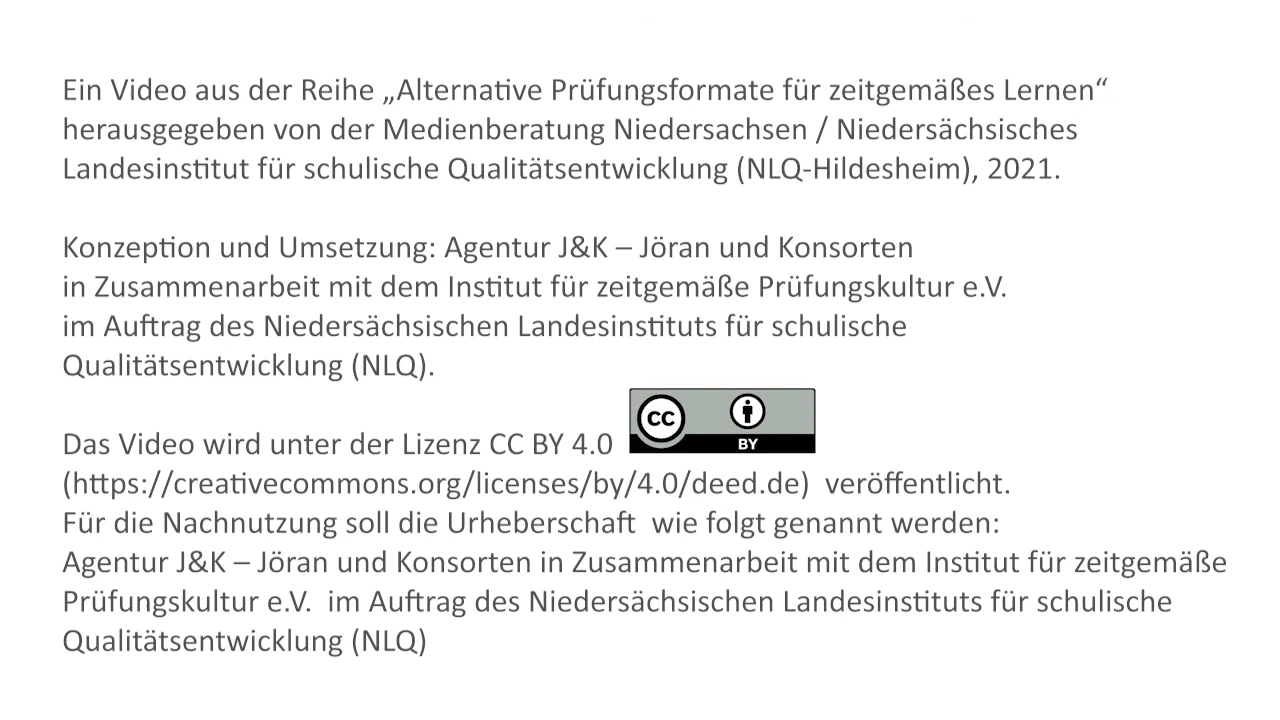 Ein Video aus der Reihe „Alternative Prüfungsformate für zeitgemäßes Lernen“
herausgegeben von der Medienberatung Niedersachsen / Niedersächsisches
Landesinstitut für schulische Qualitätsentwicklung (NLQ-Hildesheim), 2021.
Konzeption und Umsetzung: Agentur J&K – Jöran und Konsorten
in Zusammenarbeit mit dem Institut für zeitgemäße Prüfungskultur e.V.
im Auftrag des Niedersächsischen Landesinstituts für schulische
Qualitätsentwicklung (NLQ).
Das Video wird unter der Lizenz CC BY 4.0
CC
BY
(https://creativecommons.org/licenses/by/4.0/deed.de)  veröffentlicht.
Für die Nachnutzung soll die Urheberschaft  wie folgt genannt werden:
Agentur J&K – Jöran und Konsorten in Zusammenarbeit mit dem Institut für zeitgemäße
Prüfungskultur e.V.  im Auftrag des Niedersächsischen Landesinstituts für schulische
Qualitätsentwicklung (NLQ)